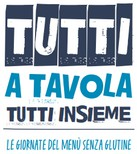 TUTTI
A TAVOLA
TUTTI INSIEME
LE GIORNATE DEL MENÙ SENZA GLUTINE